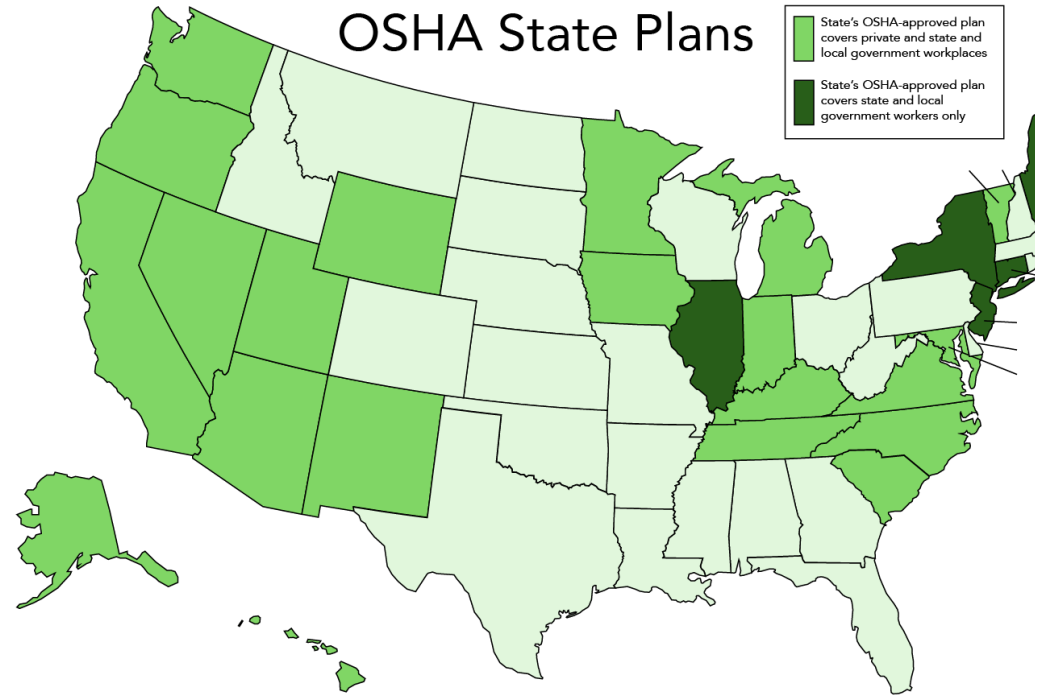 OSHA State Plans
State's OSHA-approved plan
covers private and state and
local government workplaces
State's OSHA-approved plan
covers state and local
government workers only